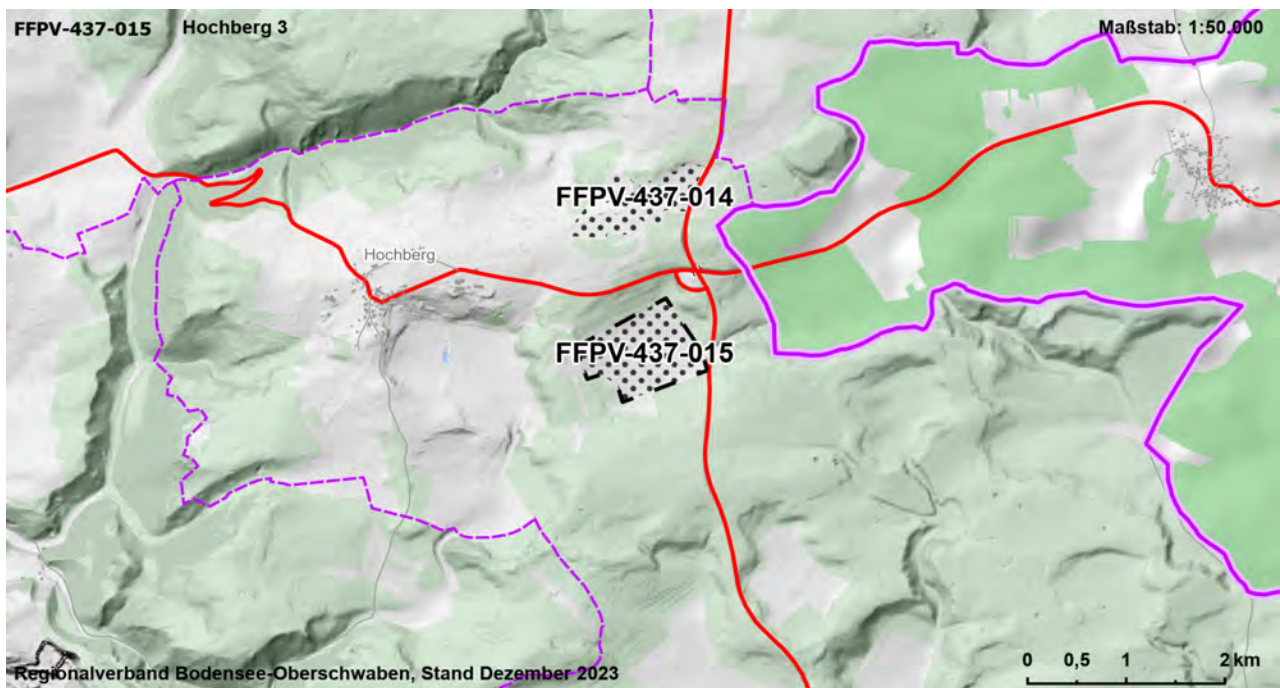 FFPV-437-015 Hochberg 3 Maßstab: 1:50.000
FFPV-437-014
Hochberg
FFPV-437-015
0 0,5 1 2 km
Regionalverband Bodensee-Oberschwaben, Stand Dezember 2023